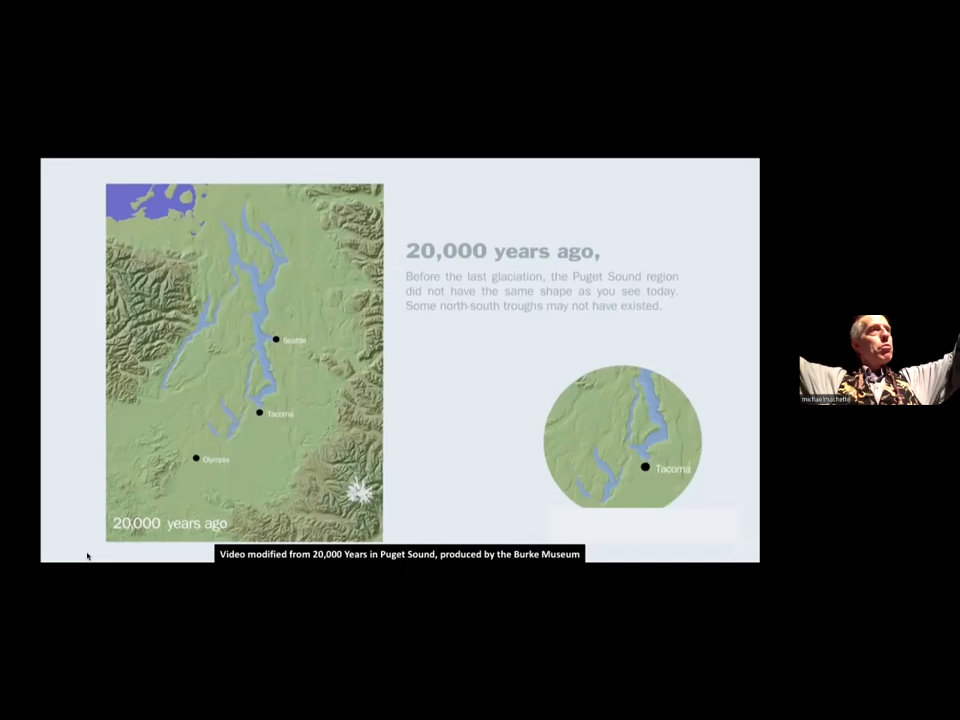 20,000 years ago,
Before the last glaciation, the Puget Sound region
did not have the same shape as you see today.
Some north-south troughs may not have existed.
Seattle
Tacoma
Olympia
20,000 years ago
Tacoma
Video modified from 20,000 Years in Puget Sound, produced by the Burke Museum